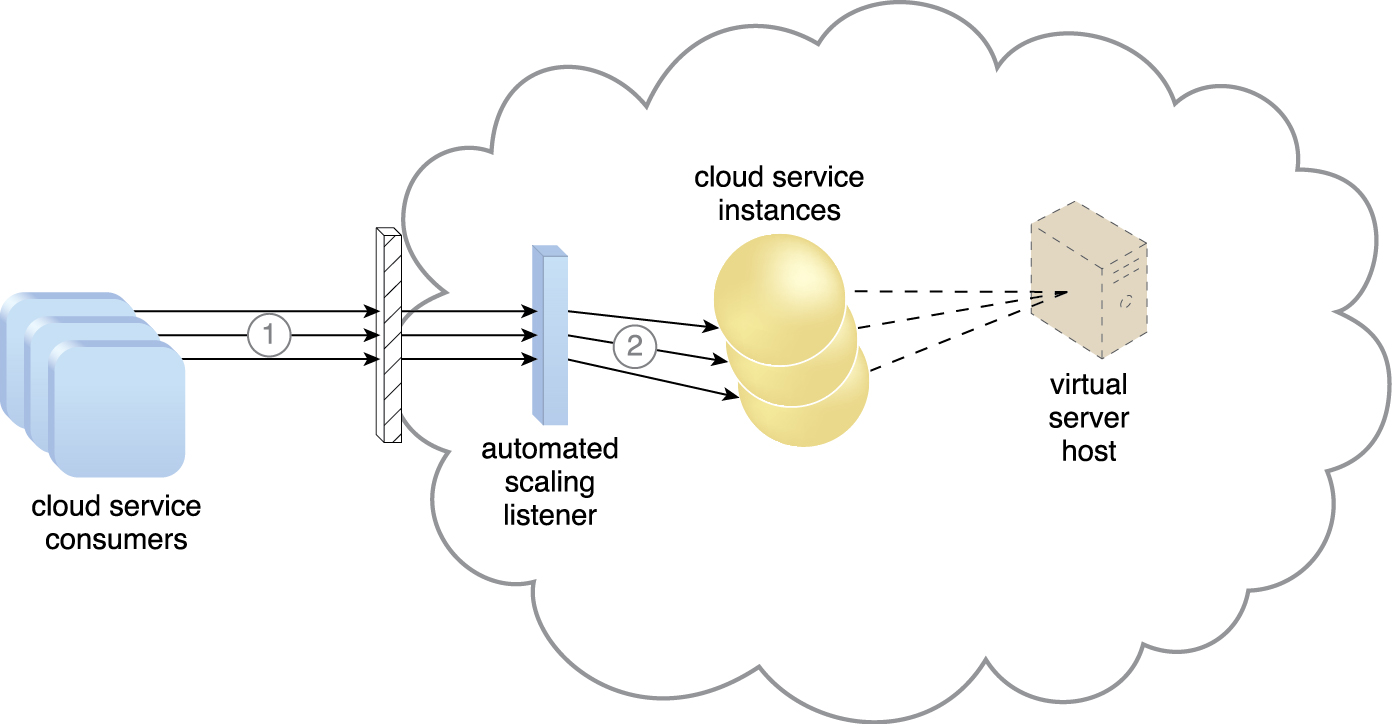 cloud service
instances
1
2
virtual
server
host
automated
scaling
listener
cloud service
consumers